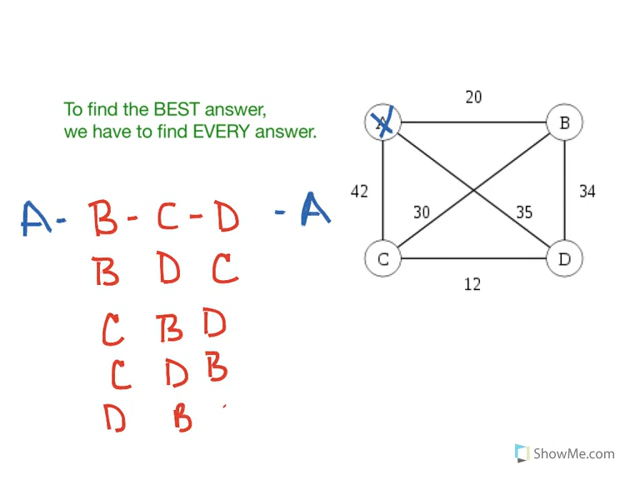 To find the BEST answer,
we have to find EVERY answer.
A - B - C - D - A
B D C
C B D
C D B
D B
20
A B
42 30 35 34
C D
12
ShowMe.com